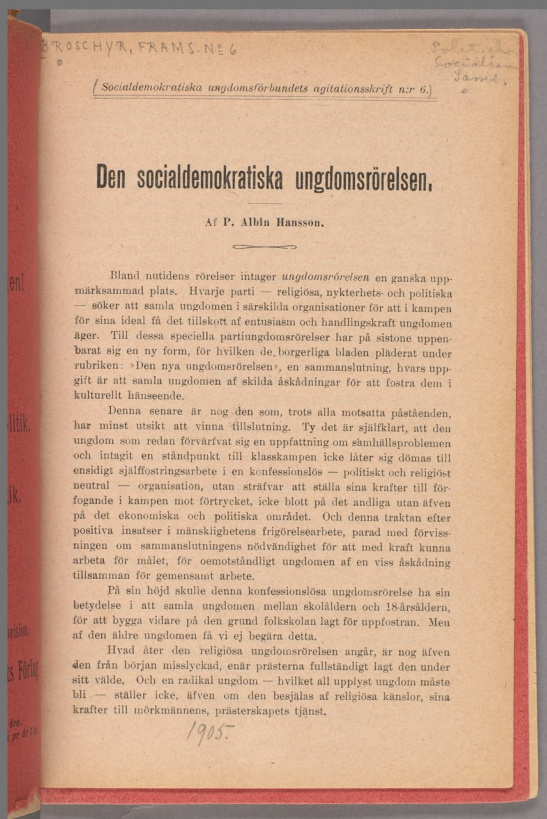 BROSCHYR, FRAMS. No 6
Polit. 
Socialism
(Socialdemokratiska ungdomsförbundets agitationsskrift n:r 6.)
Den socialdemokratiska ungdomsrörelsen.
Af P. Albin Hansson.
Bland nutidens rörelser intager ungdomsrörelsen en ganska upp-
märksammad plats. Hvarje parti — religiösa, nykterhets- och politiska
— söker att samla ungdomen i särskilda organisationer för att i kampen
för sina ideal få det tillskott af entusiasm och handlingskraft ungdomen
äger. Till dessa speciella partiungdomsrörelser har på sistone uppen-
barat sig en ny form, för hvilken de borgerliga bladen pläderat under
rubriken: »Den nya ungdomsrörelsen», en sammanslutning, hvars upp-
gift är att samla ungdomen af skilda åskådningar för att fostra dem i
kulturellt hänseende.
Denna senare är nog den som, trots alla motsatta påståenden,
har minst utsikt att vinna tillslutning. Ty det är själfklart, att den
ungdom som redan förvärfvat sig en uppfattning om samhällsproblemen
och intagit en ståndpunkt till klasskampen icke låter sig dömas till
ensidigt själffostringsarbete i en konfessionslös — politiskt och religiöst
neutral — organisation, utan sträfvar att ställa sina krafter till för-
fogande i kampen mot förtrycket, icke blott på det andliga utan äfven
på det ekonomiska och politiska området. Och denna traktan efter
positiva insatser i mänsklighetens frigörelsearbete, parad med förviss-
ningen om sammanslutningens nödvändighet för att med kraft kunna
arbeta för målet, för oemotståndligt ungdomen af en viss åskådning
tillsamman för gemensamt arbete.
På sin höjd skulle denna konfessionslösa ungdomsrörelse ha sin
betydelse i att samla ungdomen mellan skolåldern och 18-årsåldern,
för att bygga vidare på den grund folkskolan lagt för uppfostran. Men
af den äldre ungdomen få vi ej begära detta.
Hvad åter den religiösa ungdomsrörelsen angår, är nog äfven
den från början misslyckad, enär prästerna fullständigt lagt den under
sitt välde. Och en radikal ungdom — hvilket all upplyst ungdom måste
bli — ställer icke, äfven om den besjälas af religiösa känslor, sina
krafter till mörkmännens, prästerskapets tjänst.
1905.
en!
litik.
ik.
s Förlag